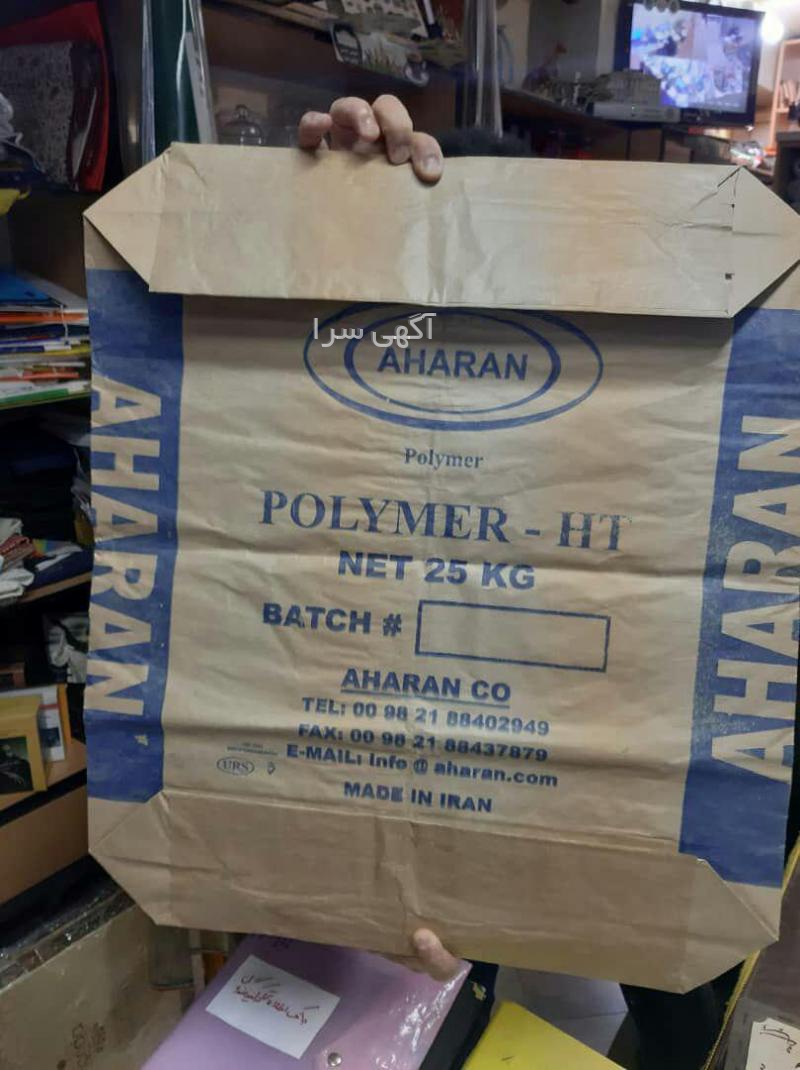 آگهی سرا
AHARAN
Polymer
POLYMER - HT
NET 25 KG
BATCH #
AHARAN CO
TEL: 00 98 21 88402949
FAX: 00 98 21 88437879
E-MAIL: Info @ aharan.com
MADE IN IRAN
URS
AHARAN
AHARAN